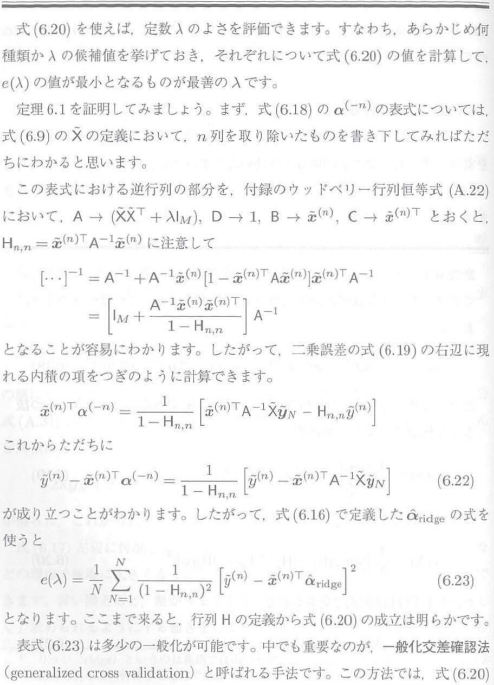 式 (6.20) を使えば，定数 λ のよさを評価できます。すなわち，あらかじめ何
種類か λ の候補値を挙げておき，それぞれについて式 (6.20) の値を計算して，
e(λ) の値が最小となるものが最善の λ です。
定理 6.1 を証明してみましょう。まず，式 (6.18) の α^(−n) の表式については，
式 (6.9) の X̃ の定義において，n 列を取り除いたものを書き下してみればただ
ちにわかると思います。
この表式における逆行列の部分を，付録のウッドベリー行列恒等式 (A.22)
において，A → (X̃X̃⊤ + λI_M), D → 1, B → x̃^(n), C → x̃^(n)⊤ とおくと，
H_{n,n} = x̃^(n)⊤A^−1x̃^(n) に注意して
[⋯]^−1 = A^−1 + A^−1x̃^(n)[1 − x̃^(n)⊤Ax̃^(n)]x̃^(n)⊤A^−1
= [I_M + A^−1x̃^(n)x̃^(n)⊤ / (1 − H_{n,n})] A^−1
となることが容易にわかります。したがって，二乗誤差の式 (6.19) の右辺に現
れる内積の項をつぎのように計算できます。
x̃^(n)⊤α^(−n) = 1/(1 − H_{n,n}) [x̃^(n)⊤A^−1X̃ỹ_N − H_{n,n}ỹ^(n)]
これからただちに
ỹ^(n) − x̃^(n)⊤α^(−n) = 1/(1 − H_{n,n}) [ỹ^(n) − x̃^(n)⊤A^−1X̃ỹ_N] (6.22)
が成り立つことがわかります。したがって，式 (6.16) で定義した α̂_ridge の式を
使うと
e(λ) = 1/N ∑_{N=1}^{N} 1/(1 − H_{n,n})^2 [ỹ^(n) − x̃^(n)⊤α̂_ridge]^2 (6.23)
となります。ここまで来ると，行列 H の定義から式 (6.20) の成立は明らかです。
表式 (6.23) は多少の一般化が可能です。中でも重要なのが，一般化交差確認法
(generalized cross validation) と呼ばれる手法です。この方法では，式 (6.20)